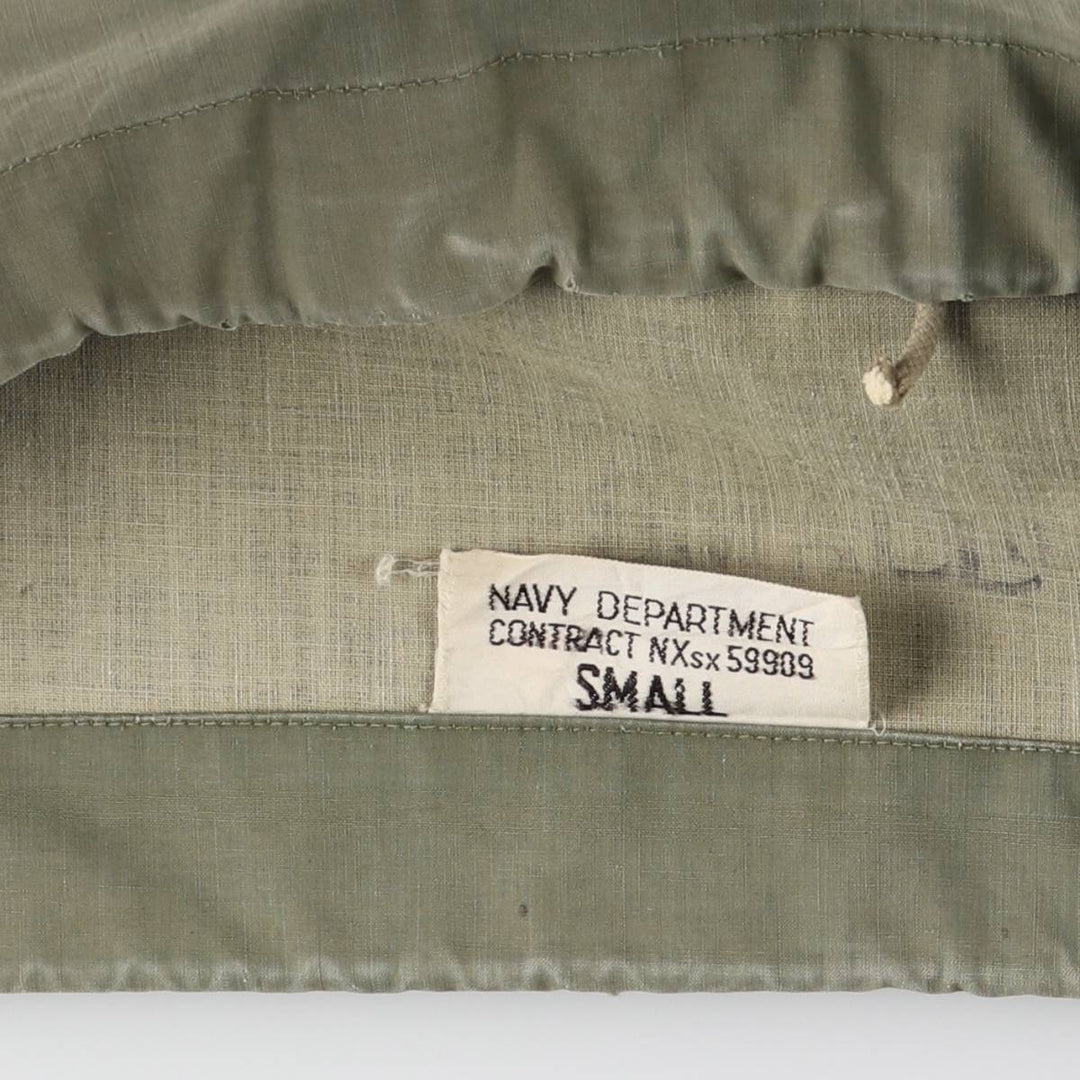 NAVY DEPARTMENT
CONTRACT NXsx 59909
SMALL